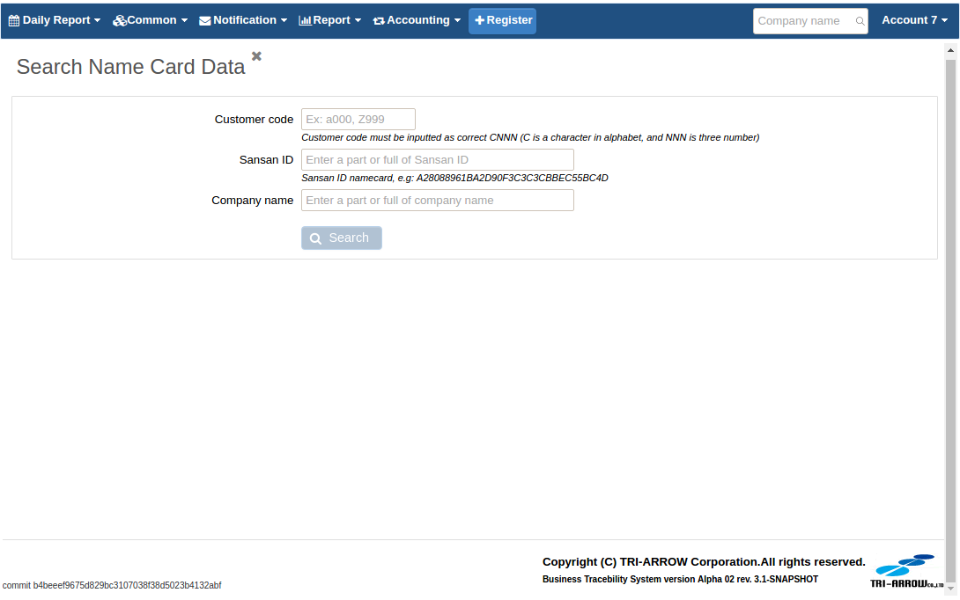 Daily Report Common Notification Report Accounting Register Company name Account 7
Search Name Card Data
Customer code Ex: a000, Z999
Customer code must be inputted as correct CNNN (C is a character in alphabet, and NNN is three number)
Sansan ID Enter a part or full of Sansan ID
Sansan ID namecard, e.g: A28088961BA2D90F3C3C3CBBEC55BC4D
Company name Enter a part or full of company name
Search
Copyright (C) TRI-ARROW Corporation.All rights reserved.
Business Tracebility System version Alpha 02 rev. 3.1-SNAPSHOT
TRI-ARROW CO.,LTD
commit b4beeef9675d829bc3107038f38d5023b4132abf